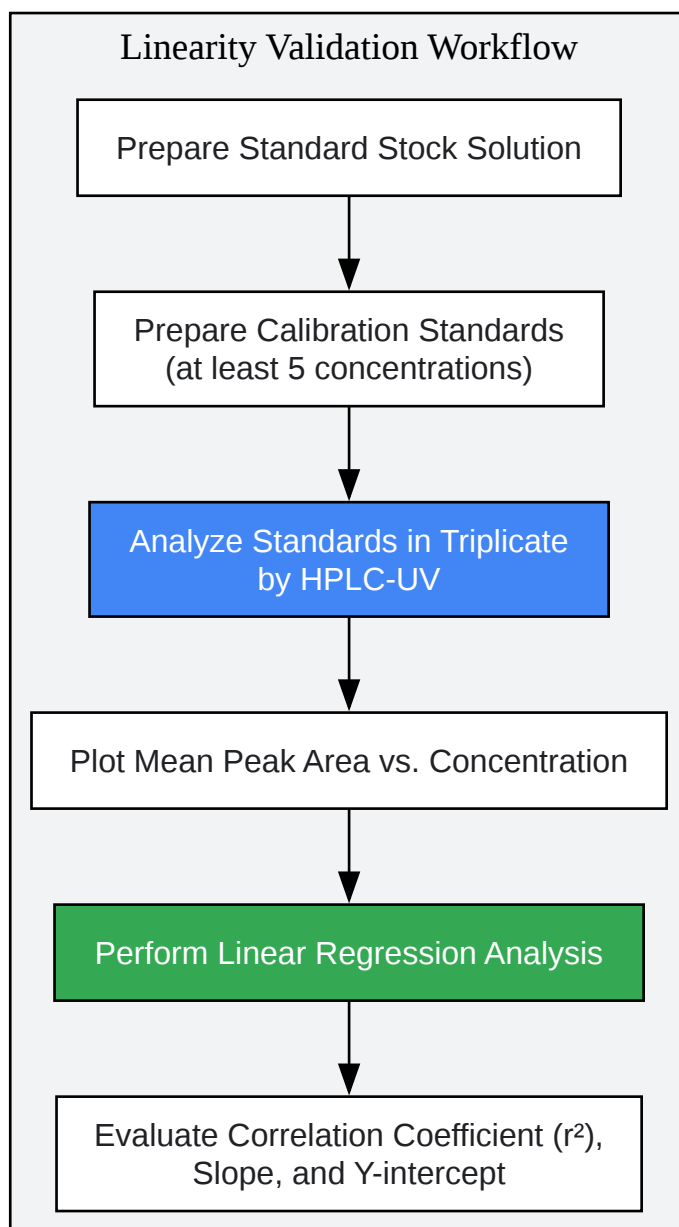 Linearity Validation Workflow
Prepare Standard Stock Solution
Prepare Calibration Standards
(at least 5 concentrations)
Analyze Standards in Triplicate
by HPLC-UV
Plot Mean Peak Area vs. Concentration
Perform Linear Regression Analysis
Evaluate Correlation Coefficient (r²),
Slope, and Y-intercept